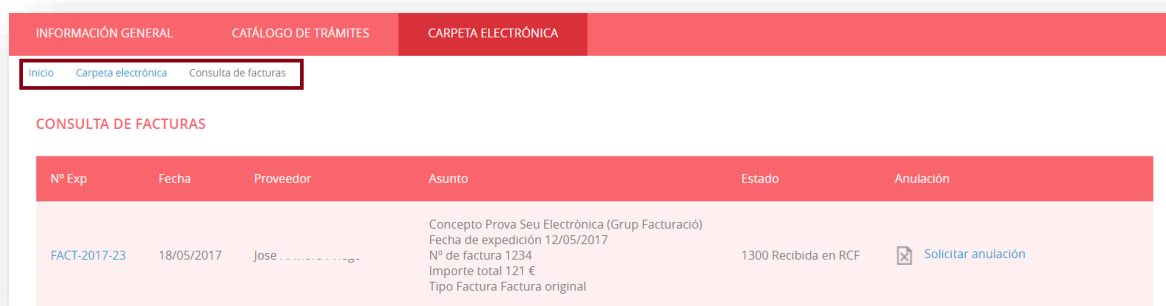 INFORMACIÓN GENERAL CATÁLOGO DE TRÁMITES CARPETA ELECTRÓNICA
Inicio Carpeta electrónica Consulta de facturas
CONSULTA DE FACTURAS
Nº Exp Fecha Proveedor Asunto Estado Anulación
Concepto Prova Seu Electrònica (Grup Facturació)
Fecha de expedición 12/05/2017
FACT-2017-23 18/05/2017 Jose Nº de factura 1234 1300 Recibida en RCF Solicitar anulación
Importe total 121 €
Tipo Factura Factura original